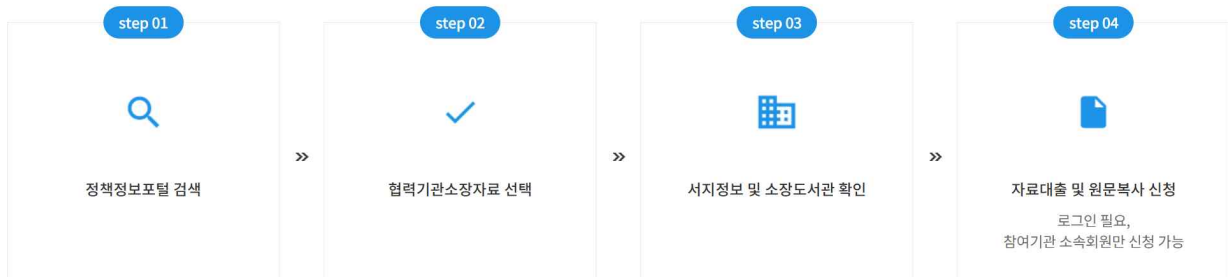 step 01
정책정보포털 검색
»
step 02
협력기관소장자료 선택
»
step 03
서지정보 및 소장도서관 확인
»
step 04
자료대출 및 원문복사 신청
로그인 필요,
참여기관 소속회원만 신청 가능